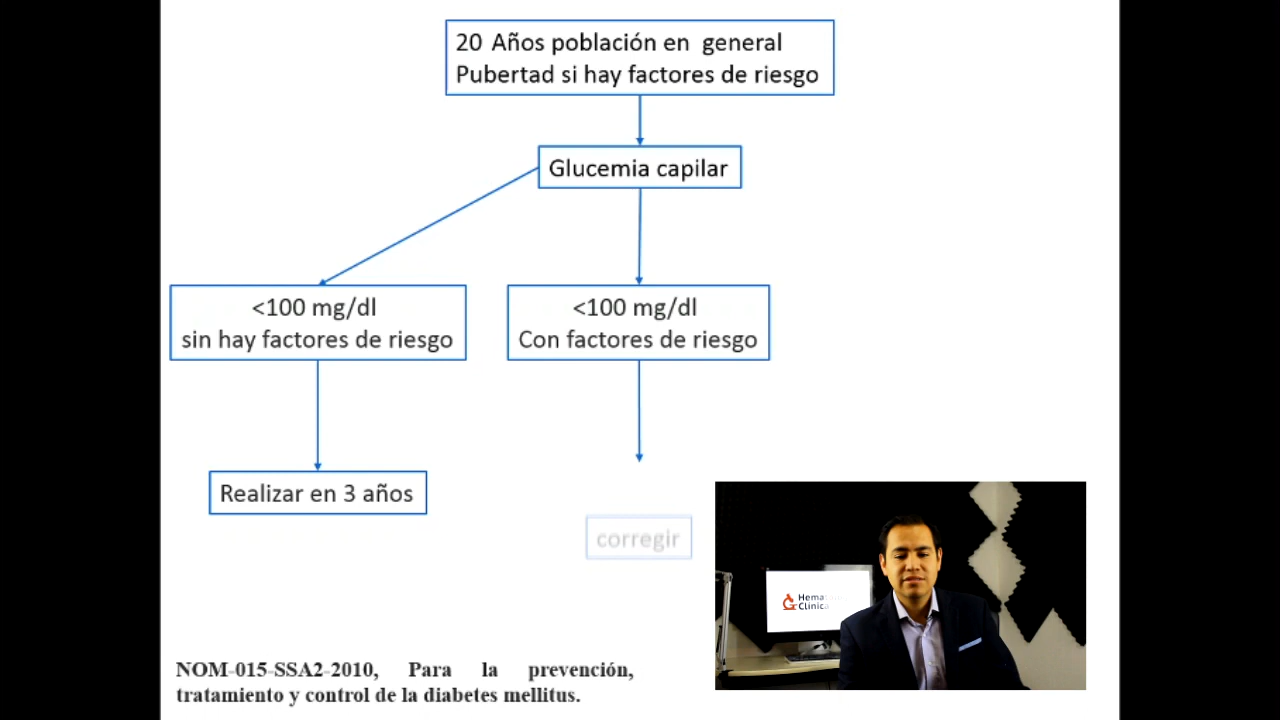 20 Años población en general
Pubertad si hay factores de riesgo
Glucemia capilar
<100 mg/dl
sin hay factores de riesgo
<100 mg/dl
Con factores de riesgo
Realizar en 3 años
corregir
Clínica
NOM-015-SSA2-2010, Para la prevención,
tratamiento y control de la diabetes mellitus.